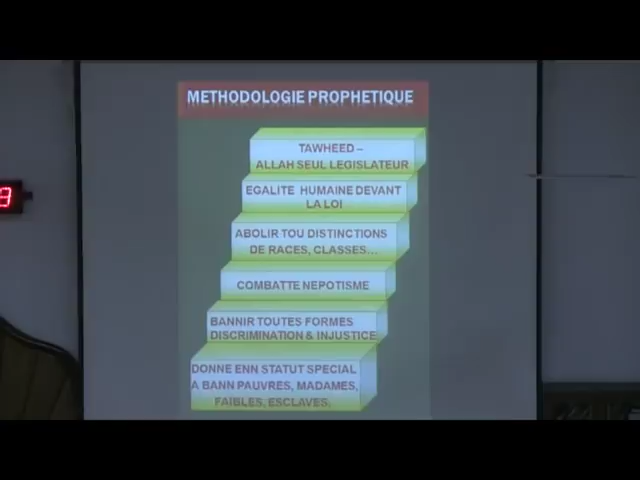 METHODOLOGIE PROPHETIQUE
TAWHEED –
ALLAH SEUL LEGISLATEUR
EGALITE HUMAINE DEVANT
LA LOI
ABOLIR TOU DISTINCTIONS
DE RACES, CLASSES...
COMBATTE NEPOTISME
BANNIR TOUTES FORMES
DISCRIMINATION & INJUSTICE
DONNE ENN STATUT SPECIAL
A BANN PAUVRES, MADAMES,
FAIBLES, ESCLAVES.